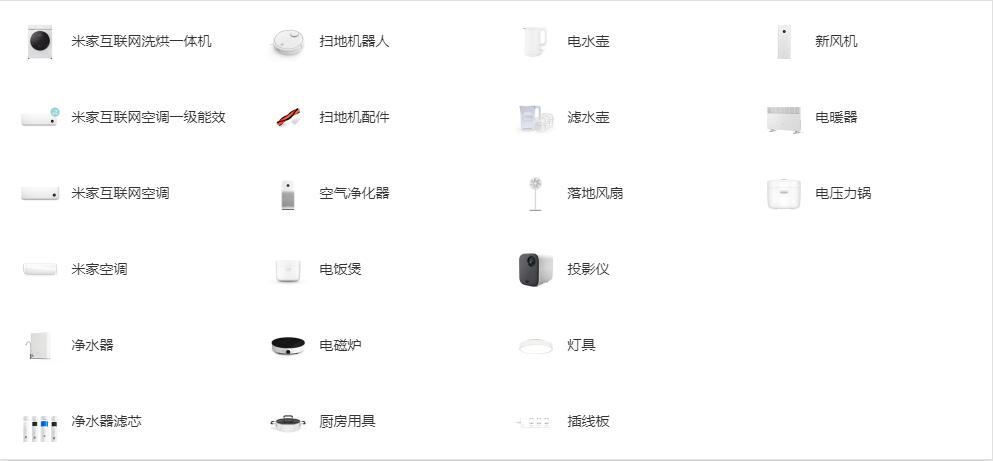 米家互联网洗烘一体机
扫地机器人
电水壶
新风机
米家互联网空调一级能效
扫地机配件
滤水壶
电暖器
米家互联网空调
空气净化器
落地风扇
电压力锅
米家空调
电饭煲
投影仪
净水器
电磁炉
灯具
净水器滤芯
厨房用具
插线板